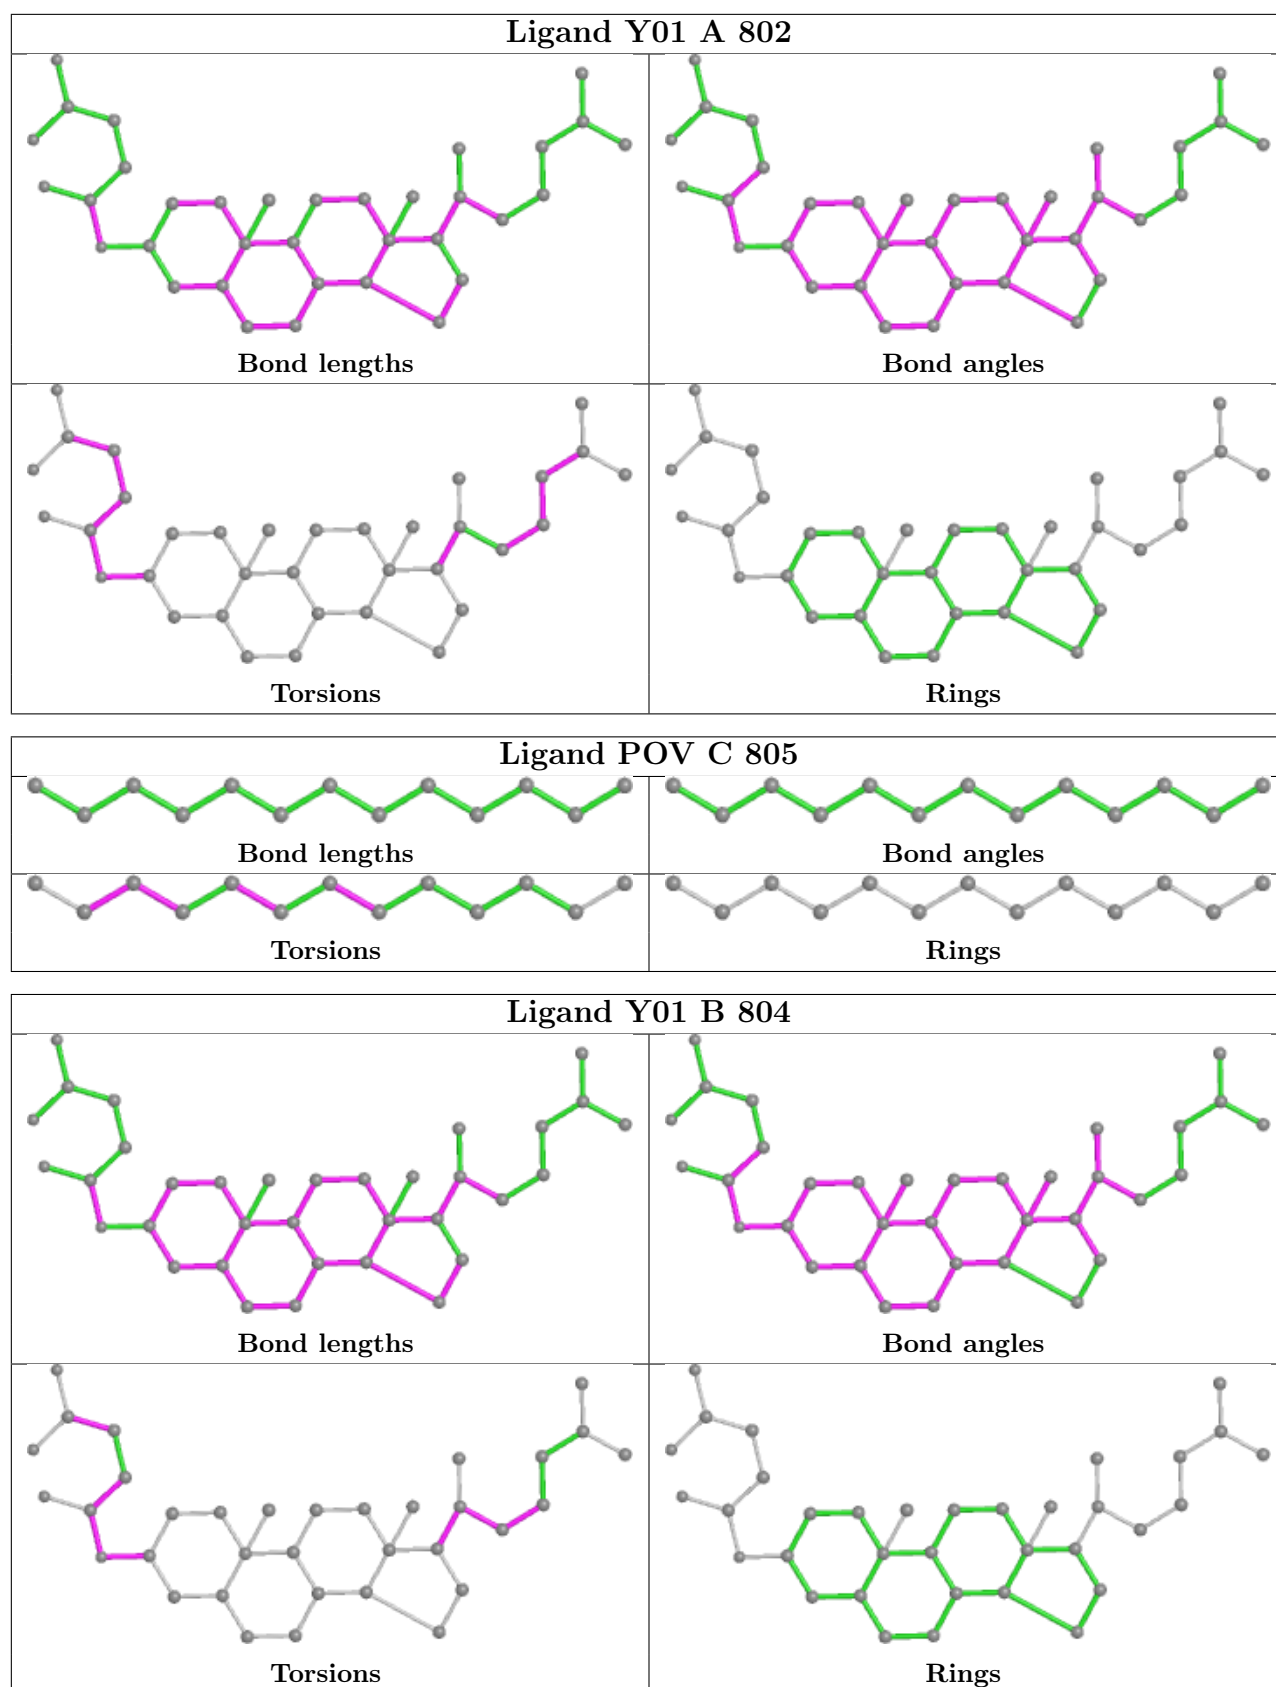 Ligand Y01 A 802
Bond lengths
Bond angles
Torsions
Rings
Ligand POV C 805
Bond lengths
Bond angles
Torsions
Rings
Ligand Y01 B 804
Bond lengths
Bond angles
Torsions
Rings